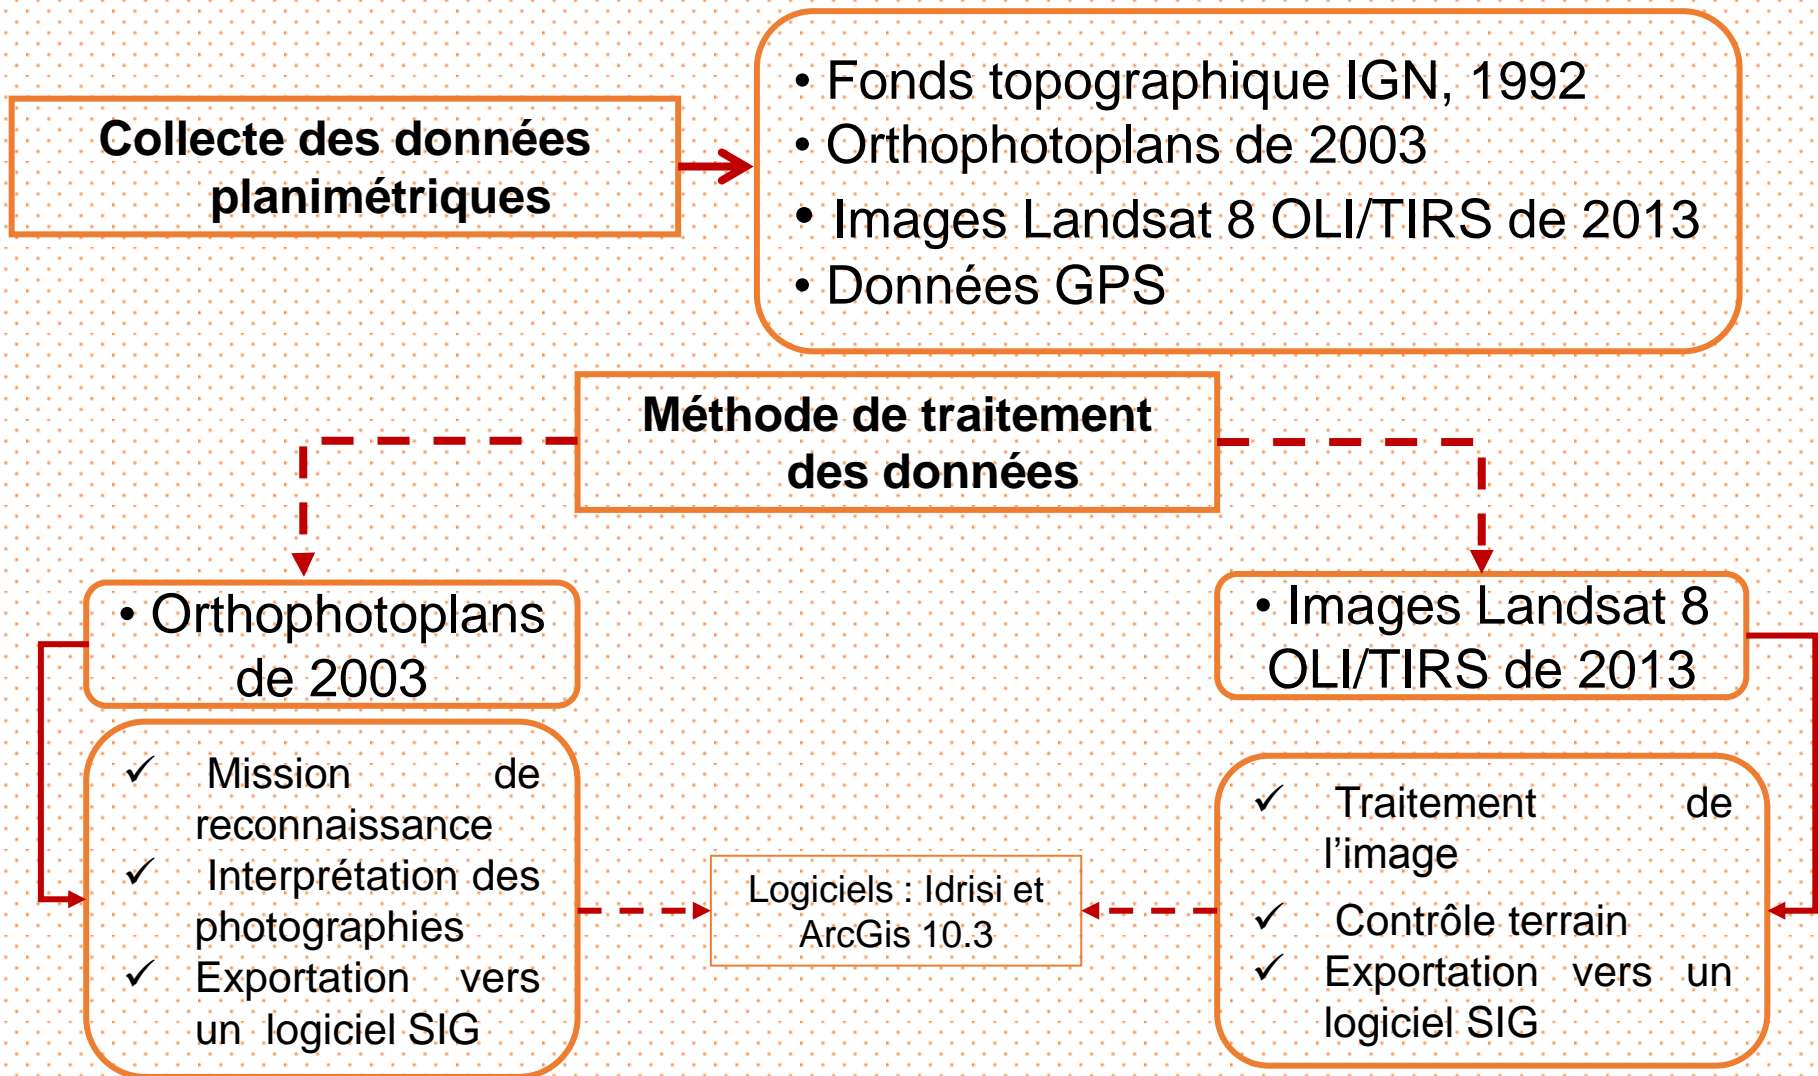 Collecte des données
planimétriques
• Fonds topographique IGN, 1992
• Orthophotoplans de 2003
• Images Landsat 8 OLI/TIRS de 2013
• Données GPS
Méthode de traitement
des données
• Orthophotoplans
de 2003
• Images Landsat 8
OLI/TIRS de 2013
✓ Mission de
reconnaissance
✓ Interprétation des
photographies
✓ Exportation vers
un logiciel SIG
Logiciels : Idrisi et
ArcGis 10.3
✓ Traitement de
l’image
✓ Contrôle terrain
✓ Exportation vers un
logiciel SIG